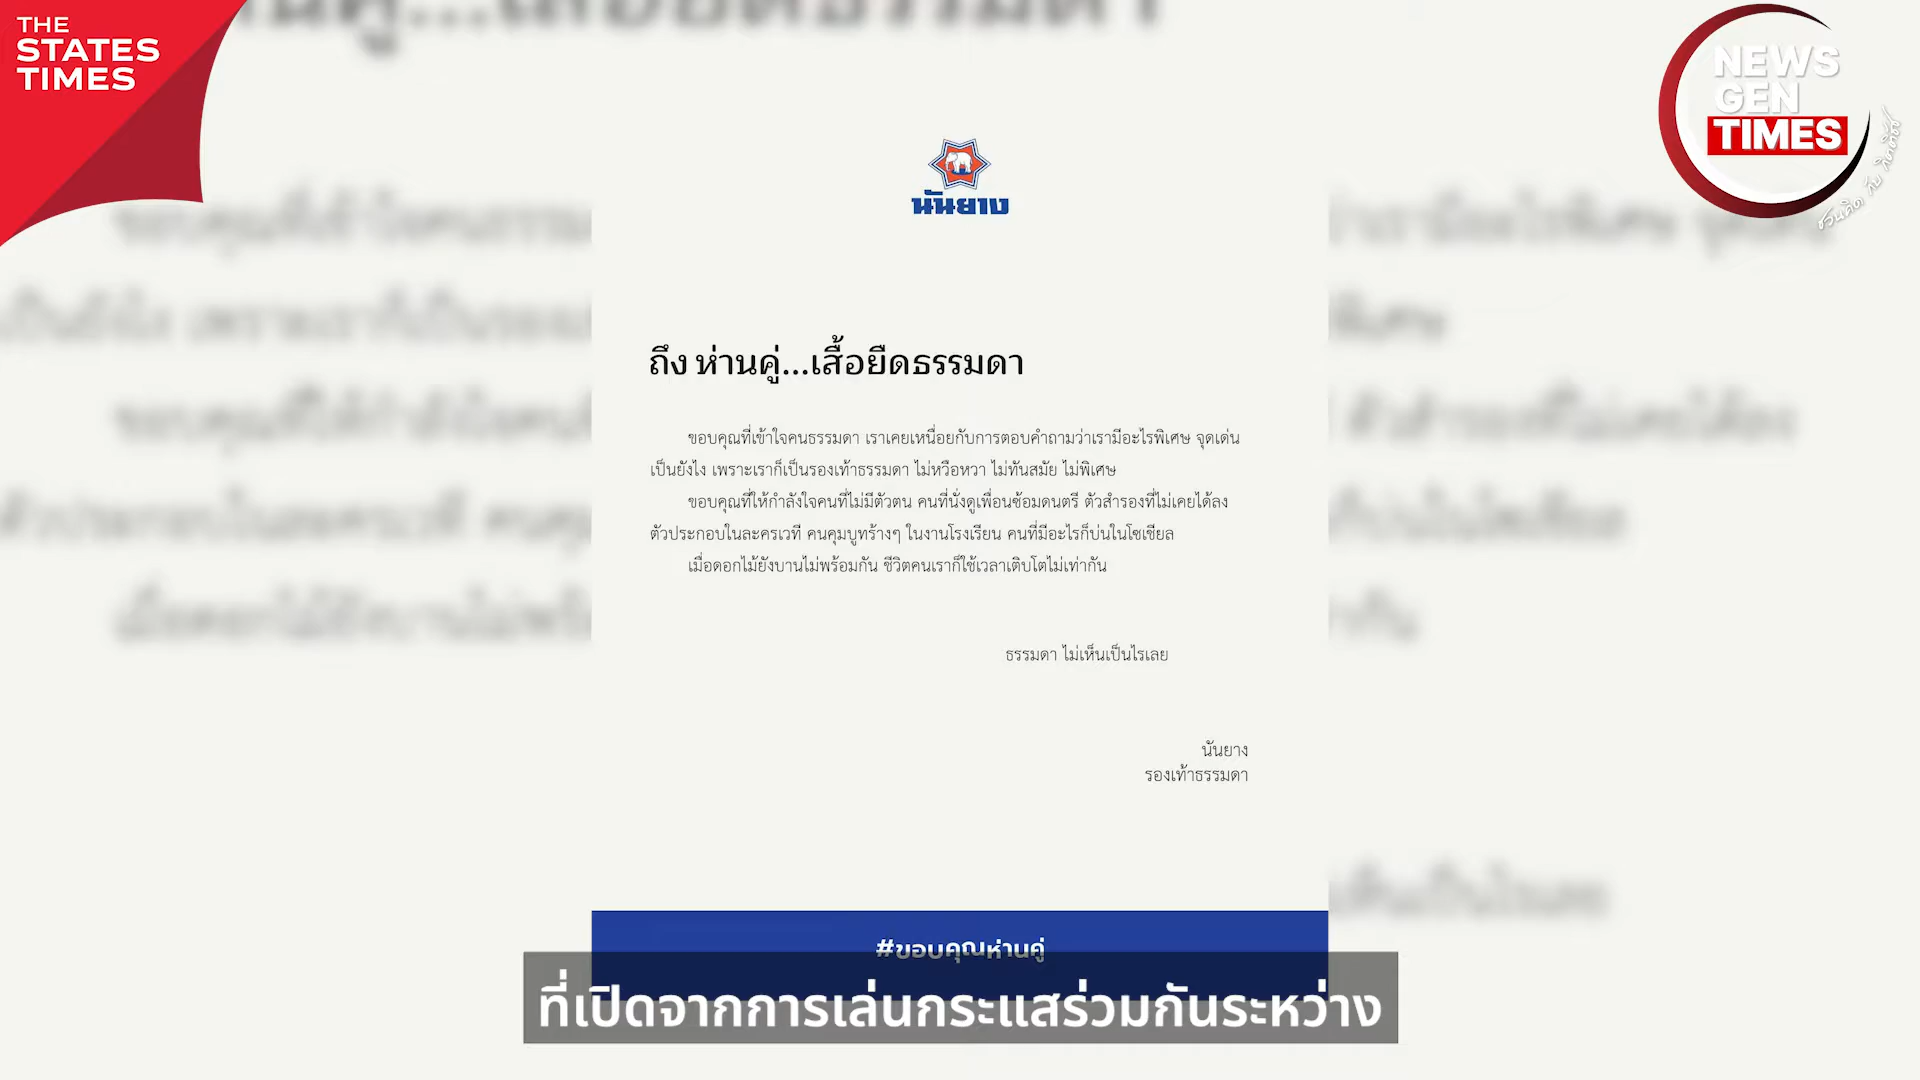 THE
STATES
TIMES
NEWS
GEN
TIMES
ชวนคิด กับ กิตติธัช
นันยาง
ถึง ห่านคู่...เสื้อยืดธรรมดา
ขอบคุณที่เข้าใจคนธรรมดา เราเคยเหนื่อยกับการตอบคำถามว่าเรามีอะไรพิเศษ จุดเด่น
เป็นยังไง เพราะเราก็เป็นรองเท้าธรรมดา ไม่หวือหวา ไม่ทันสมัย ไม่พิเศษ
ขอบคุณที่ให้กำลังใจคนที่ไม่มีตัวตน คนที่นั่งดูเพื่อนซ้อมดนตรี ตัวสำรองที่ไม่เคยได้ลง
ตัวประกอบในละครเวที คนคุมบูทร้างๆ ในงานโรงเรียน คนที่มีอะไรก็บ่นในโซเชียล
เมื่อดอกไม้ยังบานไม่พร้อมกัน ชีวิตคนเราก็ใช้เวลาเติบโตไม่เท่ากัน
ธรรมดา ไม่เห็นเป็นไรเลย
นันยาง
รองเท้าธรรมดา
#ขอบคุณห่านคู่
ที่เปิดจากการเล่นกระแสร่วมกันระหว่าง